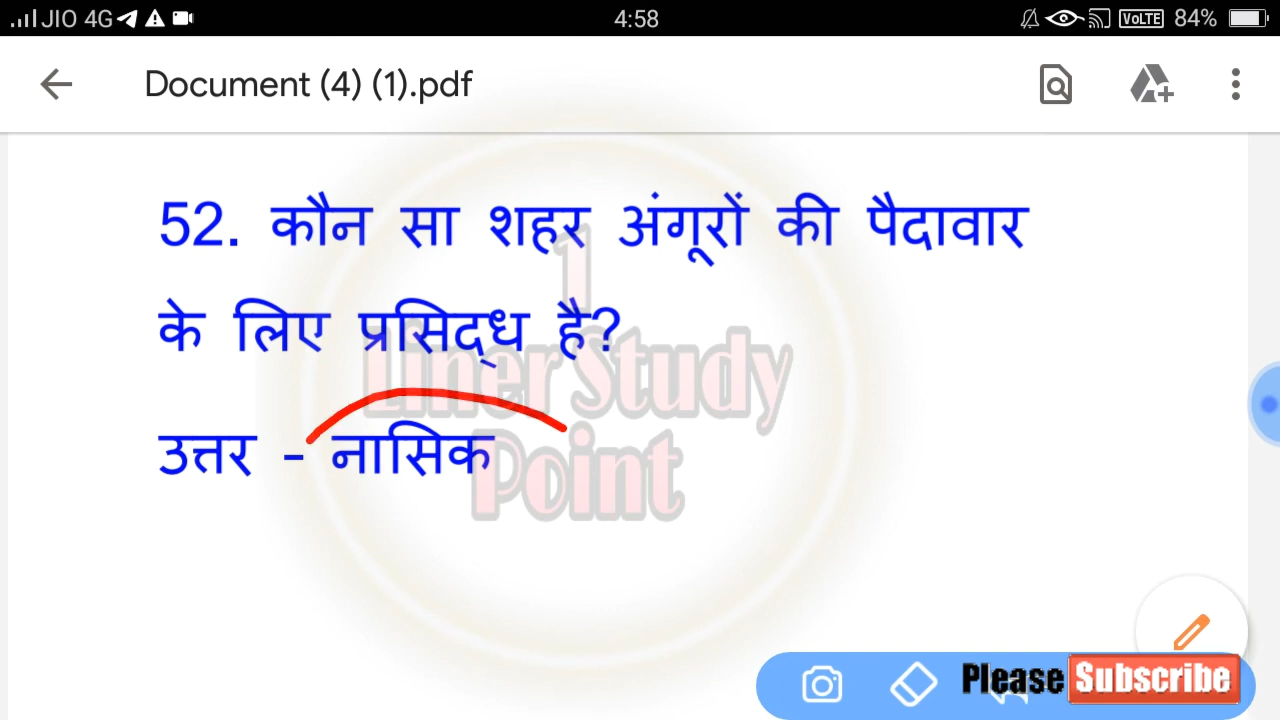 JIO 4G 4:58 VoLTE 84%
Document (4) (1).pdf
52. कौन सा शहर अंगूरों की पैदावार
के लिए प्रसिद्ध है?
उत्तर - नासिक
1
Liner Study
Point
Please Subscribe